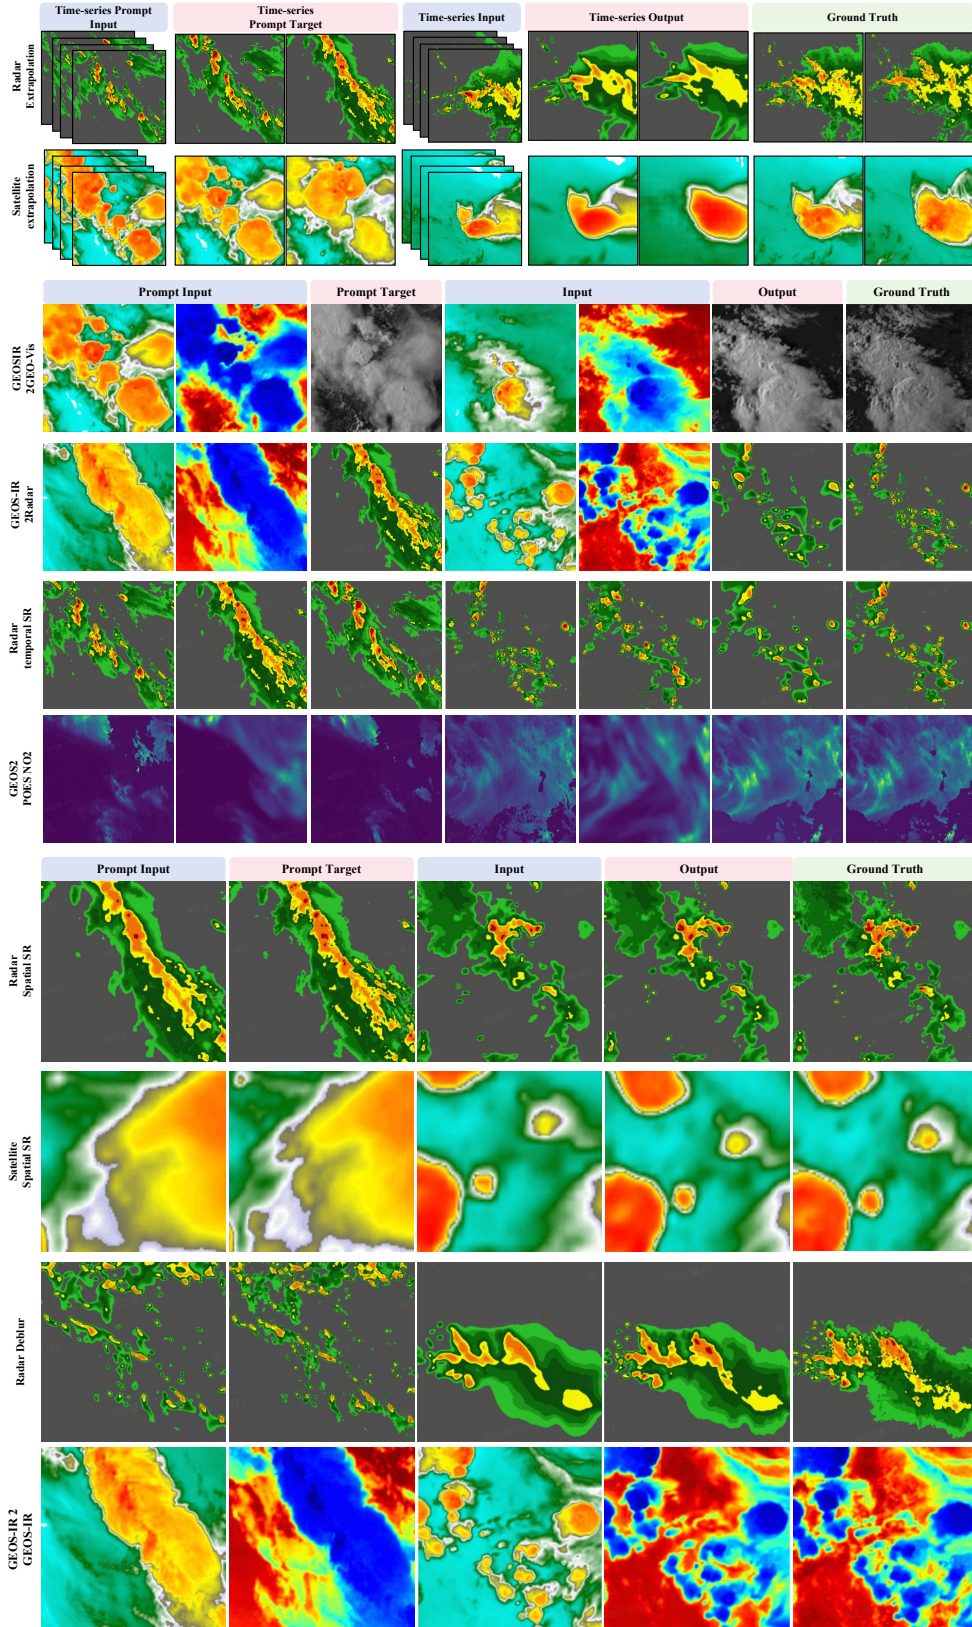 Time-series Prompt
Input
Time-series
Prompt Target
Time-series Input
Time-series Output
Ground Truth
Radar
Extrapolation
Satellite
extrapolation
Prompt Input
Prompt Target
Input
Output
Ground Truth
GEOSIR
2GEO-Vis
GEOS-IR
2Radar
Radar
temporal SR
GEOS2
POES NO2
Prompt Input
Prompt Target
Input
Output
Ground Truth
Radar
Spatial SR
Satellite
Spatial SR
Radar Deblur
GEOS-IR 2
GEOS-IR